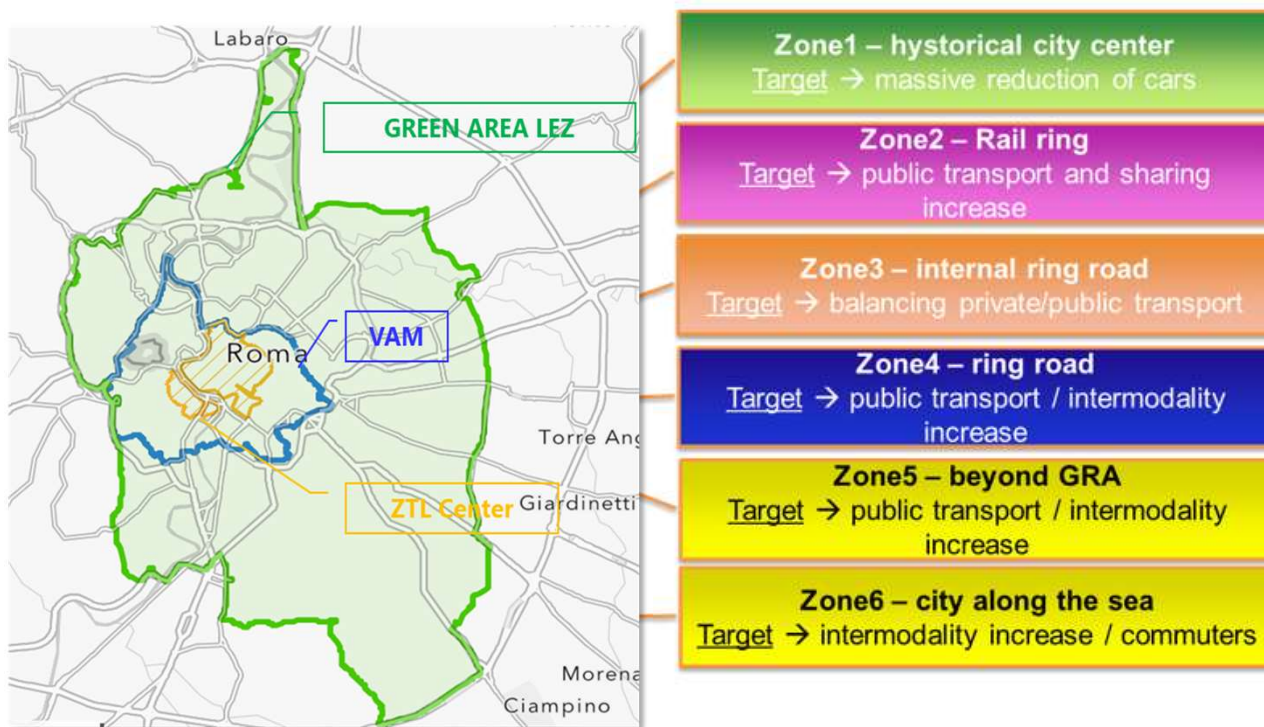 Labaro
GREEN AREA LEZ
VAM
Roma
Torre Ang
ZTL Center
Giardinetti
Morena
Ciampino
Zone1 – hystorical city center
Target → massive reduction of cars
Zone2 – Rail ring
Target → public transport and sharing
increase
Zone3 – internal ring road
Target → balancing private/public transport
Zone4 – ring road
Target → public transport / intermodality
increase
Zone5 – beyond GRA
Target → public transport / intermodality
increase
Zone6 – city along the sea
Target → intermodality increase / commuters